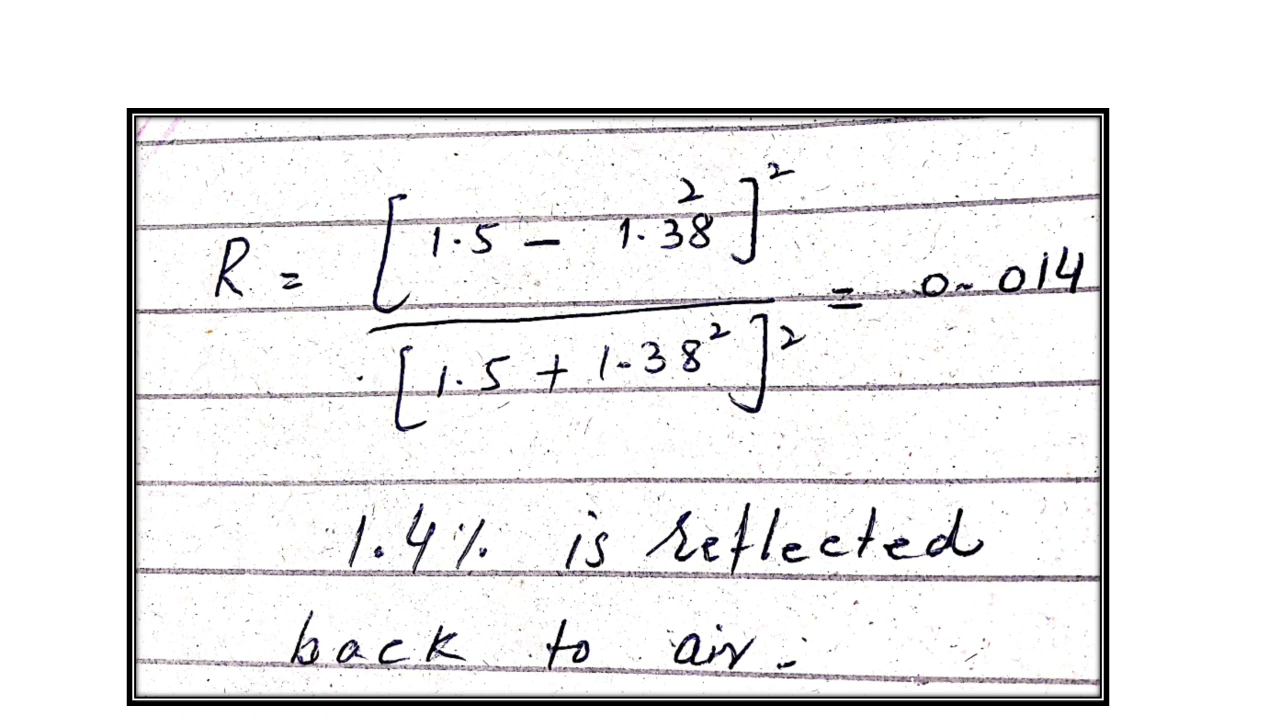 R = [1.5 - 1.38²]² / [1.5 + 1.38²]² = 0.014
1.4% is reflected
back to air.